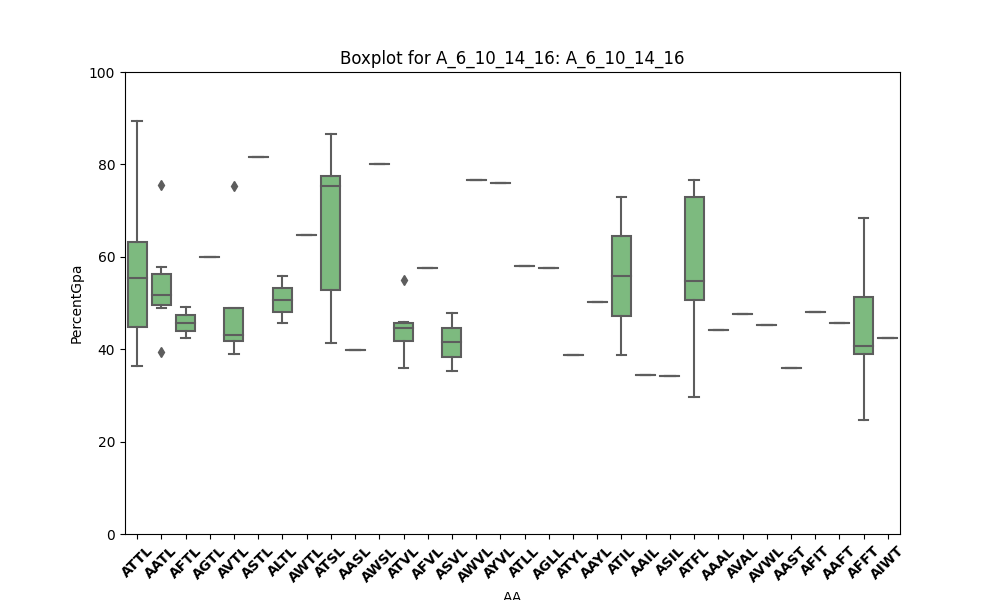 Boxplot for A_6_10_14_16: A_6_10_14_16
100
80
60
40
20
0
PercentGpa
ATTL AATL AFTL AGTL AVTL ASTL ALTL AWTL ATSL AASL AWSL ATVL AFVL ASVL AWVL AYVL ATLL AGLL ATYL AAYL ATIL AAIL ASIL ATFL AAAL AVAL AVWL AAST AFIT AAFT AFFT AIWT
AA